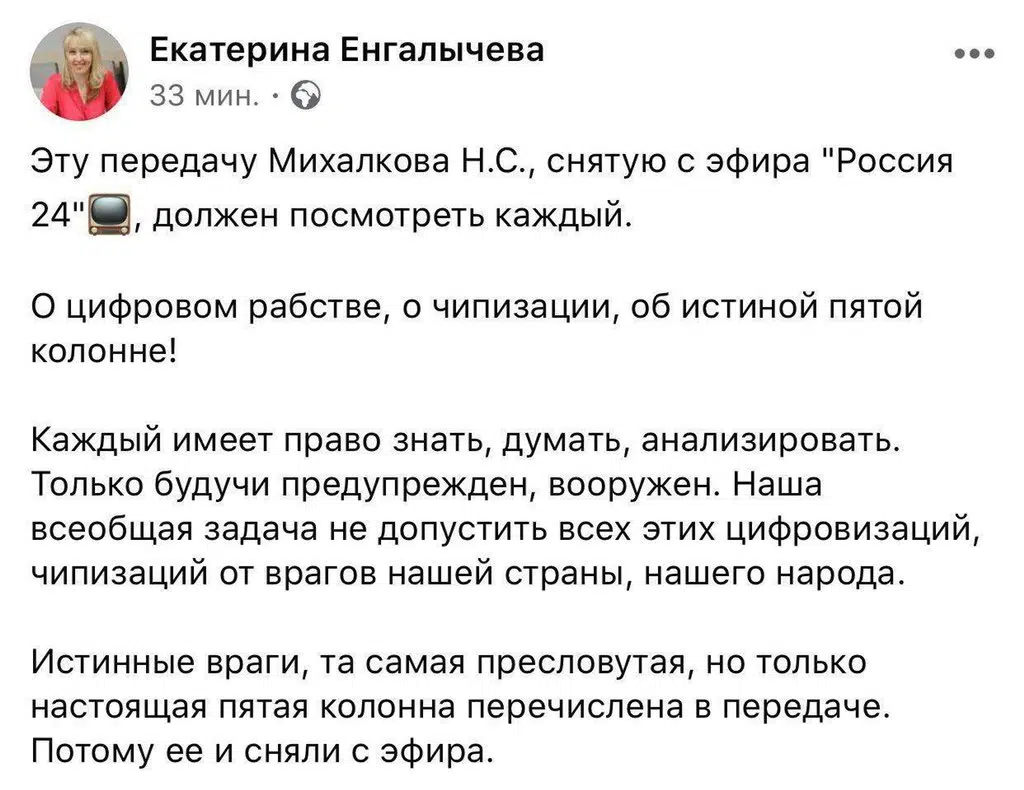 Екатерина Енгалычева
33 мин. ·
Эту передачу Михалкова Н.С., снятую с эфира "Россия
24"📺, должен посмотреть каждый.
О цифровом рабстве, о чипизации, об истиной пятой
колонне!
Каждый имеет право знать, думать, анализировать.
Только будучи предупрежден, вооружен. Наша
всеобщая задача не допустить всех этих цифровизаций,
чипизаций от врагов нашей страны, нашего народа.
Истинные враги, та самая пресловутая, но только
настоящая пятая колонна перечислена в передаче.
Потому ее и сняли с эфира.